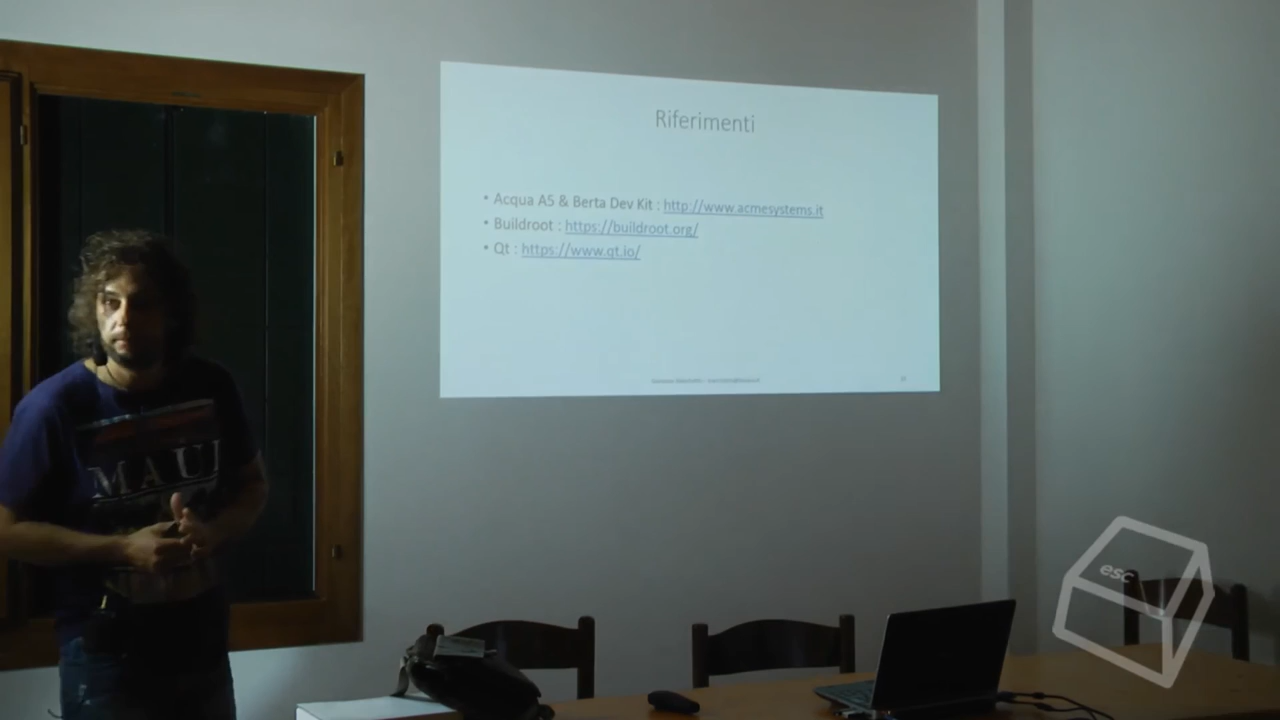 Riferimenti
• Acqua A5 & Berta Dev Kit : http://www.acmesystems.it
• Buildroot : https://buildroot.org/
• Qt : https://www.qt.io/
MAUI
esc